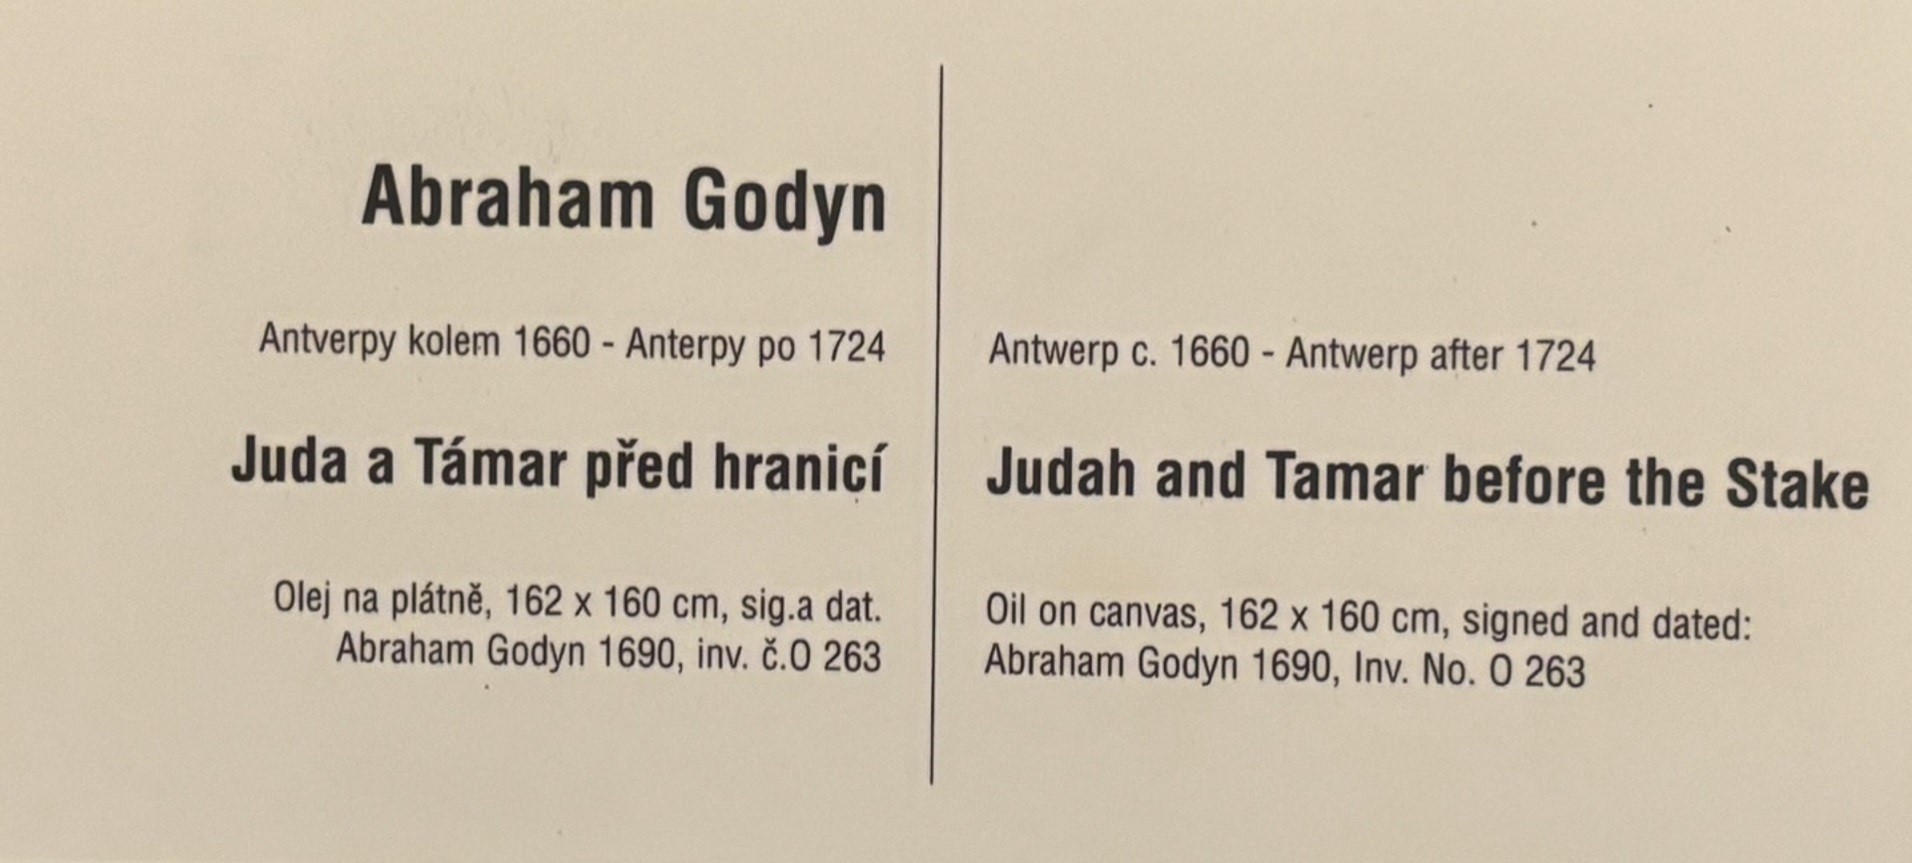 Abraham Godyn
Antverpy kolem 1660 - Anterpy po 1724
Juda a Támar před hranicí
Olej na plátně, 162 x 160 cm, sig.a dat.
Abraham Godyn 1690, inv. č.O 263
Antwerp c. 1660 - Antwerp after 1724
Judah and Tamar before the Stake
Oil on canvas, 162 x 160 cm, signed and dated:
Abraham Godyn 1690, Inv. No. O 263